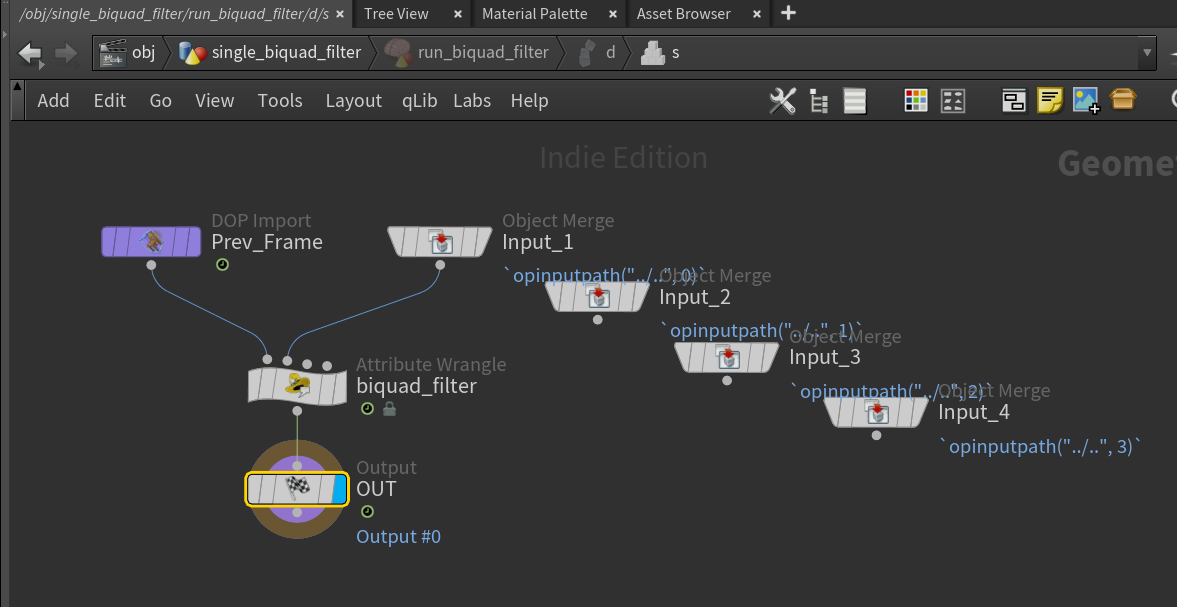 /obj/single_biquad_filter/run_biquad_filter/d/s × Tree View × Material Palette × Asset Browser × +
obj single_biquad_filter run_biquad_filter d s
Add Edit Go View Tools Layout qLib Labs Help
Indie Edition
Geome
DOP Import
Prev_Frame
Object Merge
Input_1
`opinputpath("../..", 0)`
Object Merge
Input_2
`opinputpath("../..", 1)`
Object Merge
Input_3
`opinputpath("../..", 2)`
Object Merge
Input_4
`opinputpath("../..", 3)`
Attribute Wrangle
biquad_filter
Output
OUT
Output #0